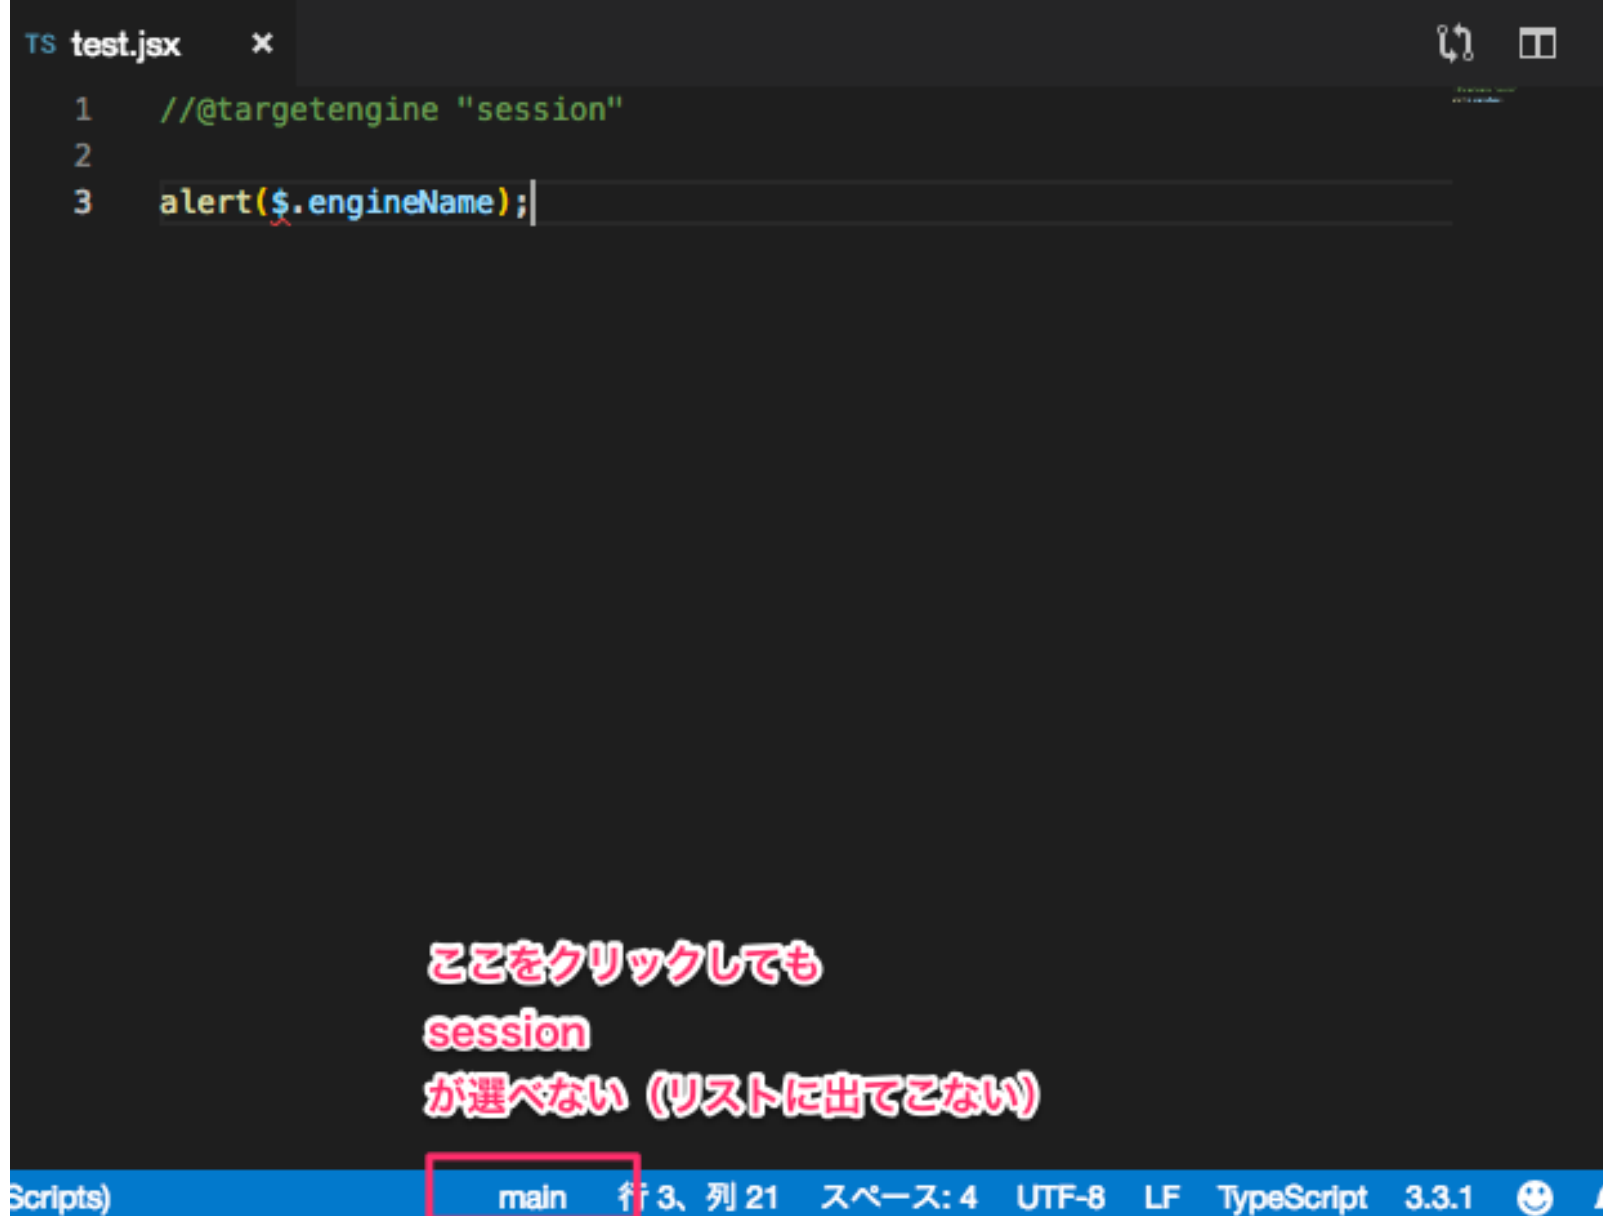 TS test.jsx ×
1 //@targetengine "session"
2
3 alert($.engineName);
ここをクリックしても
session
が選べない（リストに出てこない）
Scripts) main 行 3、列 21 スペース: 4 UTF-8 LF TypeScript 3.3.1